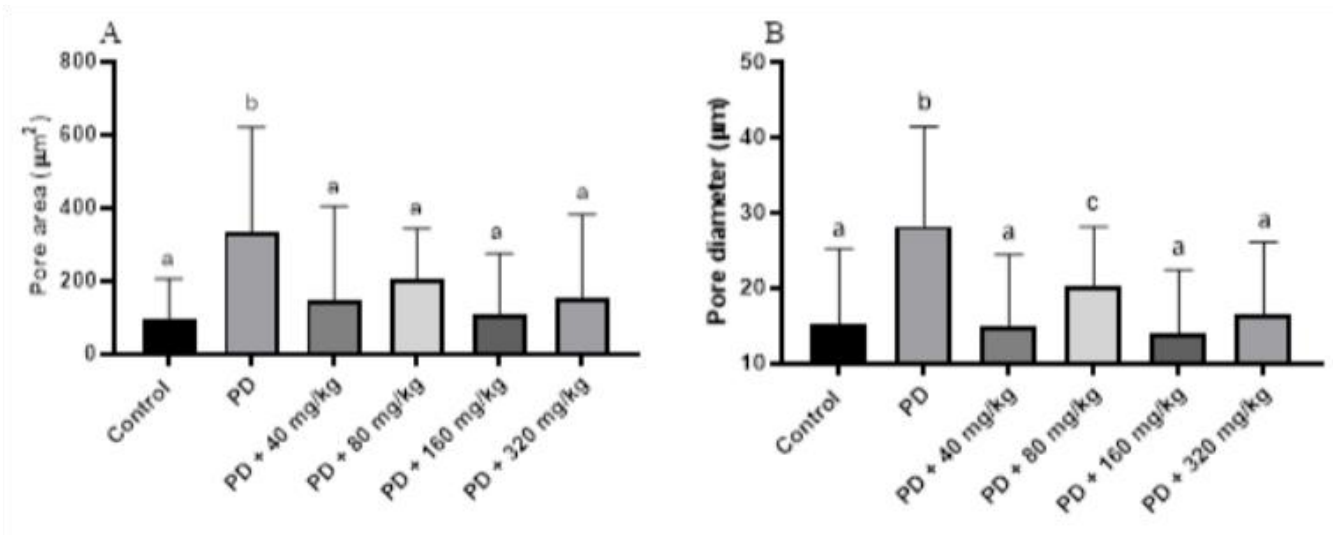 A
Pore area (µm²)
800
600
400
200
0
a
b
a
a
a
a
Control
PD
PD + 40 mg/kg
PD + 80 mg/kg
PD + 160 mg/kg
PD + 320 mg/kg
B
Pore diameter (µm)
50
40
30
20
10
a
b
a
c
a
a
Control
PD
PD + 40 mg/kg
PD + 80 mg/kg
PD + 160 mg/kg
PD + 320 mg/kg